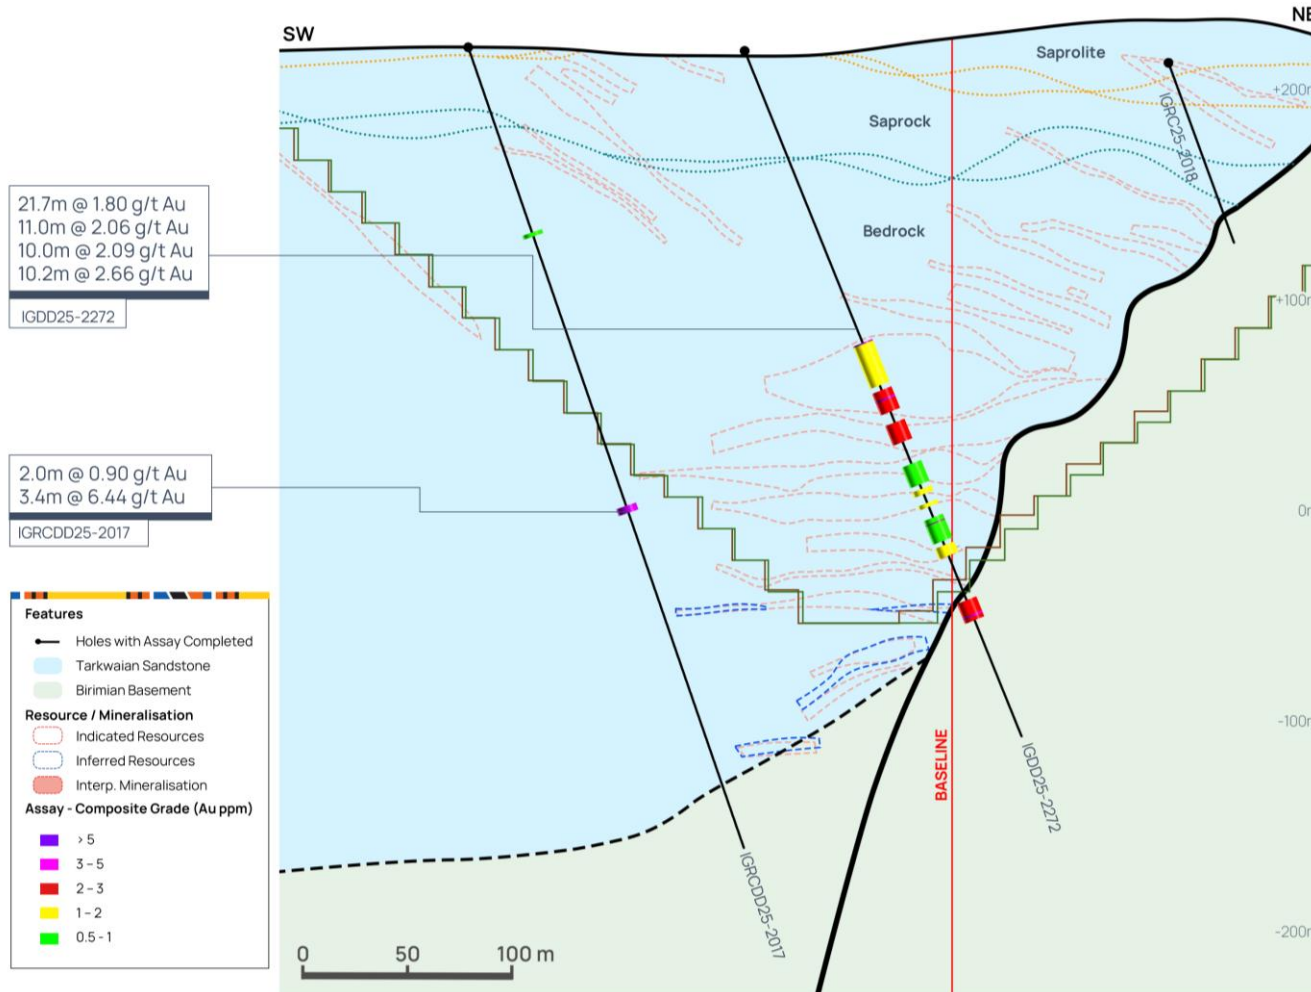 SW
NE
Saprolite
+200m
Saprock
IGRC25-2018
21.7m @ 1.80 g/t Au
11.0m @ 2.06 g/t Au
10.0m @ 2.09 g/t Au
10.2m @ 2.66 g/t Au
IGDD25-2272
Bedrock
+100m
2.0m @ 0.90 g/t Au
3.4m @ 6.44 g/t Au
IGRCDD25-2017
0m
Features
Holes with Assay Completed
Tarkwaian Sandstone
Birimian Basement
Resource / Mineralisation
Indicated Resources
Inferred Resources
Interp. Mineralisation
Assay - Composite Grade (Au ppm)
> 5
3 - 5
2 - 3
1 - 2
0.5 - 1
-100m
BASELINE
IGDD25-2272
IGRCDD25-2017
-200m
0 50 100 m